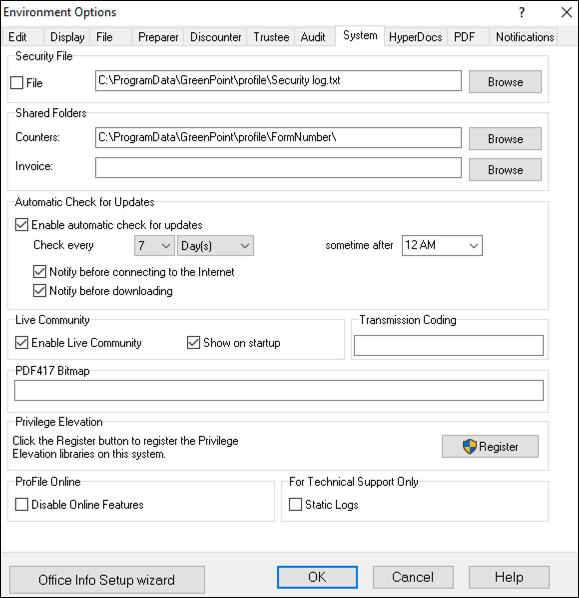 Environment Options ? ×
Edit Display File Preparer Discounter Trustee Audit System HyperDocs PDF Notifications
Security File
File C:\ProgramData\GreenPoint\profile\Security log.txt Browse
Shared Folders
Counters: C:\ProgramData\GreenPoint\profile\FormNumber\ Browse
Invoice: Browse
Automatic Check for Updates
Enable automatic check for updates
Check every 7 Day(s) sometime after 12 AM
Notify before connecting to the Internet
Notify before downloading
Live Community Transmission Coding
Enable Live Community Show on startup
PDF417 Bitmap
Privilege Elevation
Click the Register button to register the Privilege
Elevation libraries on this system. Register
ProFile Online For Technical Support Only
Disable Online Features Static Logs
Office Info Setup wizard OK Cancel Help